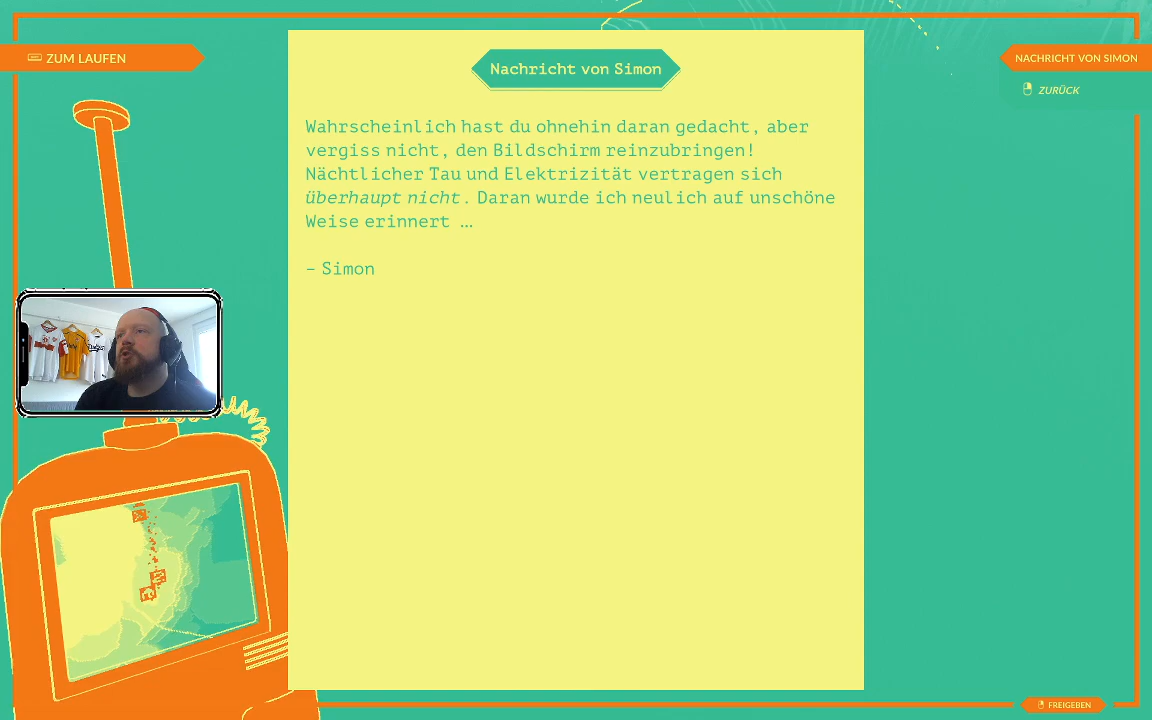 ZUM LAUFEN
NACHRICHT VON SIMON
ZURÜCK
Nachricht von Simon
Wahrscheinlich hast du ohnehin daran gedacht, aber
vergiss nicht, den Bildschirm reinzubringen!
Nächtlicher Tau und Elektrizität vertragen sich
überhaupt nicht. Daran wurde ich neulich auf unschöne
Weise erinnert ...

– Simon
FREIGEBEN